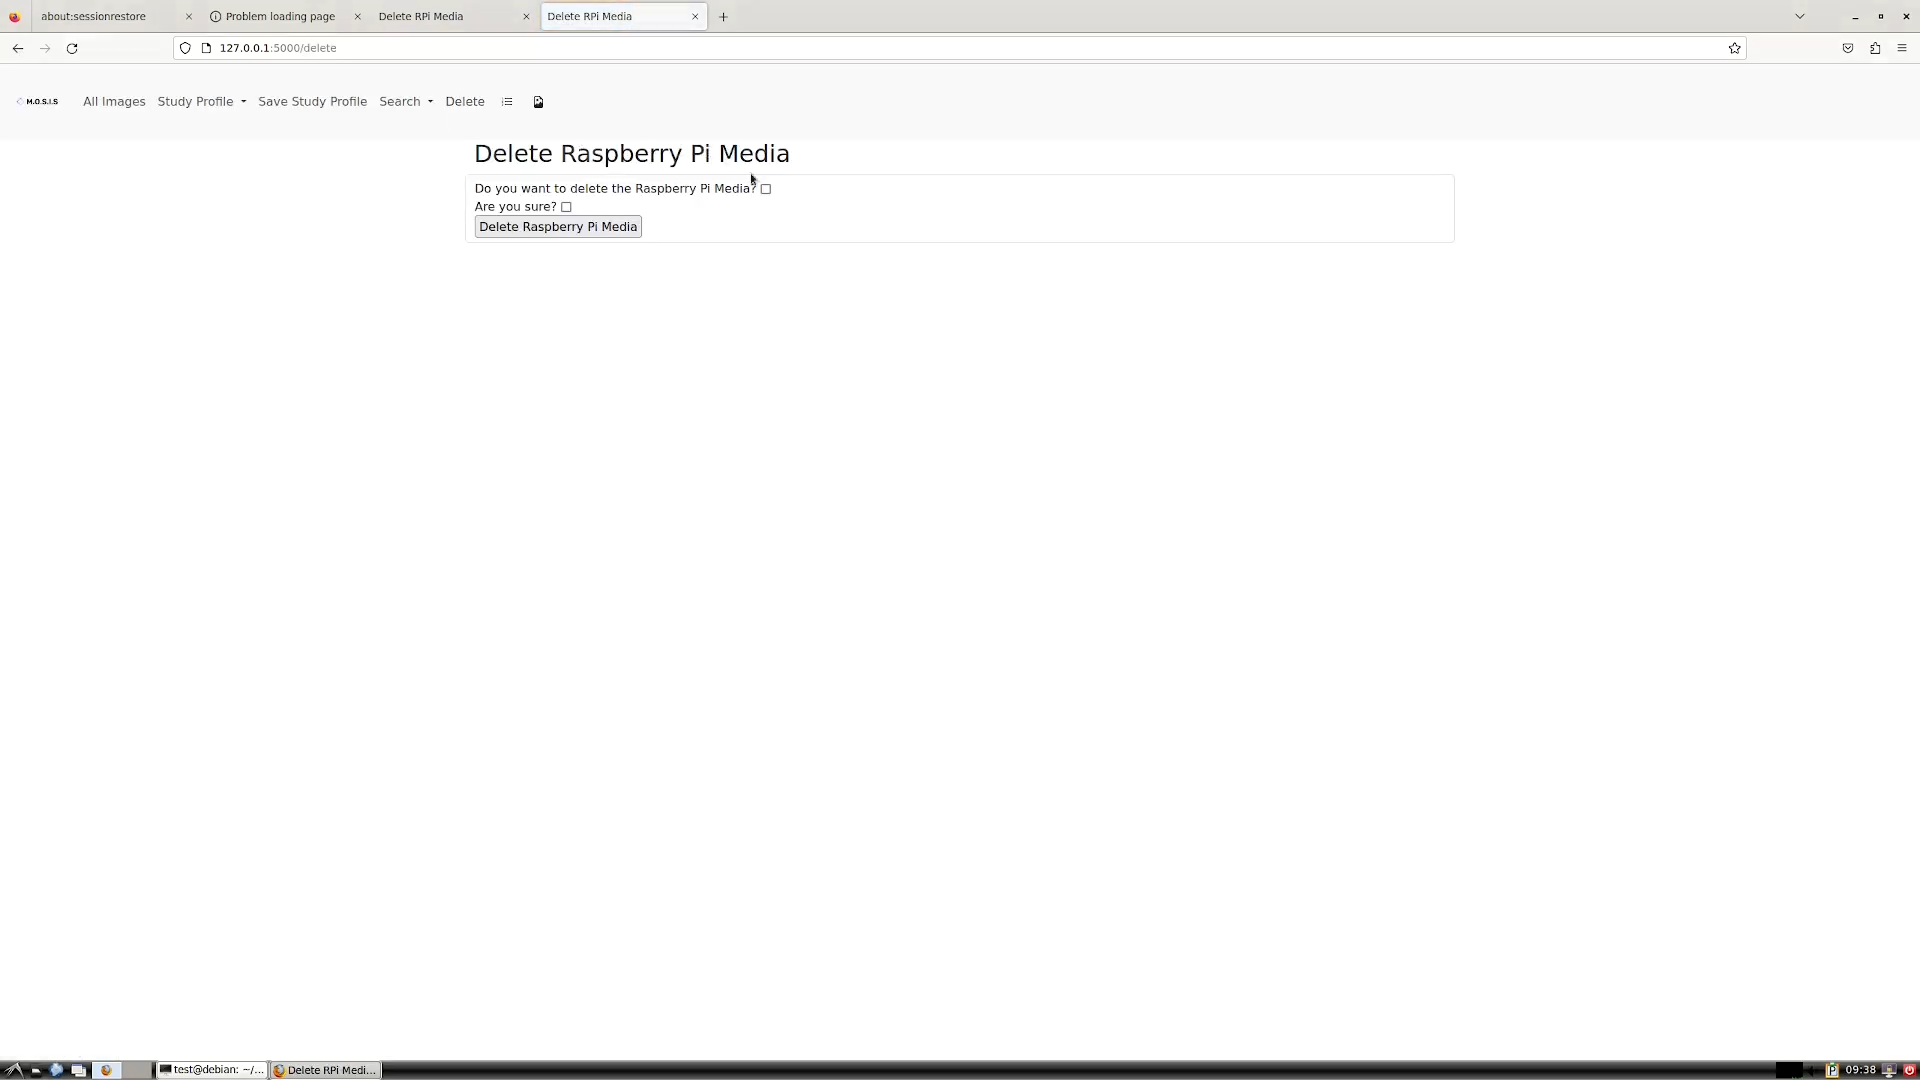 about:sessionrestore
Problem loading page
Delete RPi Media
Delete RPi Media
127.0.0.1:5000/delete
M.O.S.I.S
All Images
Study Profile
Save Study Profile
Search
Delete
Delete Raspberry Pi Media
Do you want to delete the Raspberry Pi Media?
Are you sure?
Delete Raspberry Pi Media
test@debian: ~/...
Delete RPi Medi...
09:38